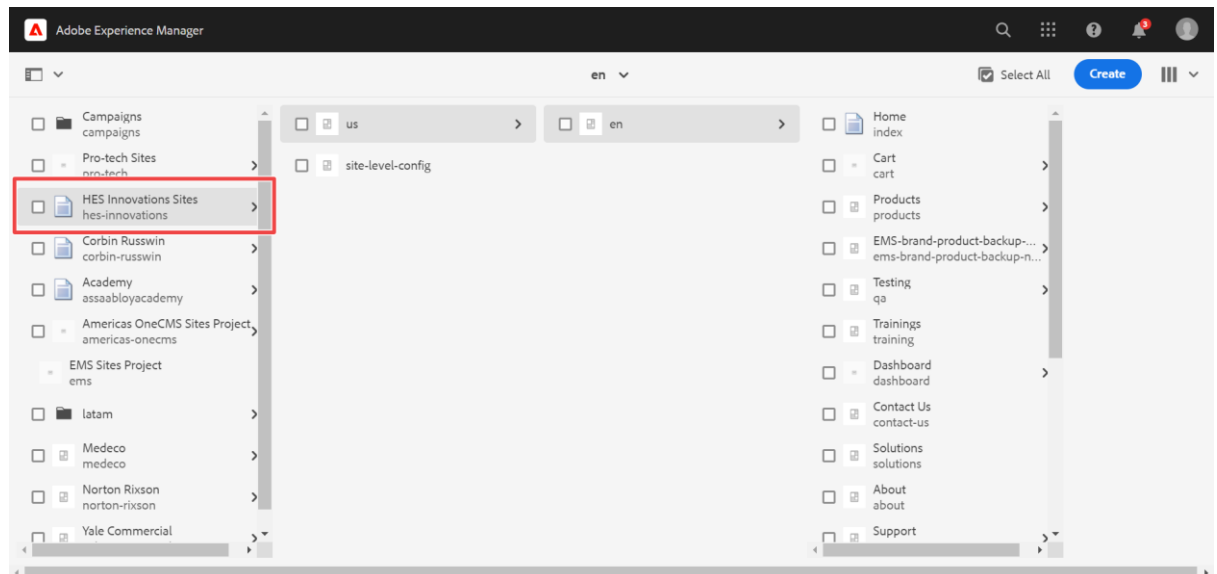 Adobe Experience Manager
3
en
Select All
Create
Campaigns
campaigns
Pro-tech Sites
pro-tech
HES Innovations Sites
hes-innovations
Corbin Russwin
corbin-russwin
Academy
assaabloyacademy
Americas OneCMS Sites Project
americas-onecms
EMS Sites Project
ems
latam
Medeco
medeco
Norton Rixson
norton-rixson
Yale Commercial
us
site-level-config
en
Home
index
Cart
cart
Products
products
EMS-brand-product-backup-...
ems-brand-product-backup-n...
Testing
qa
Trainings
training
Dashboard
dashboard
Contact Us
contact-us
Solutions
solutions
About
about
Support